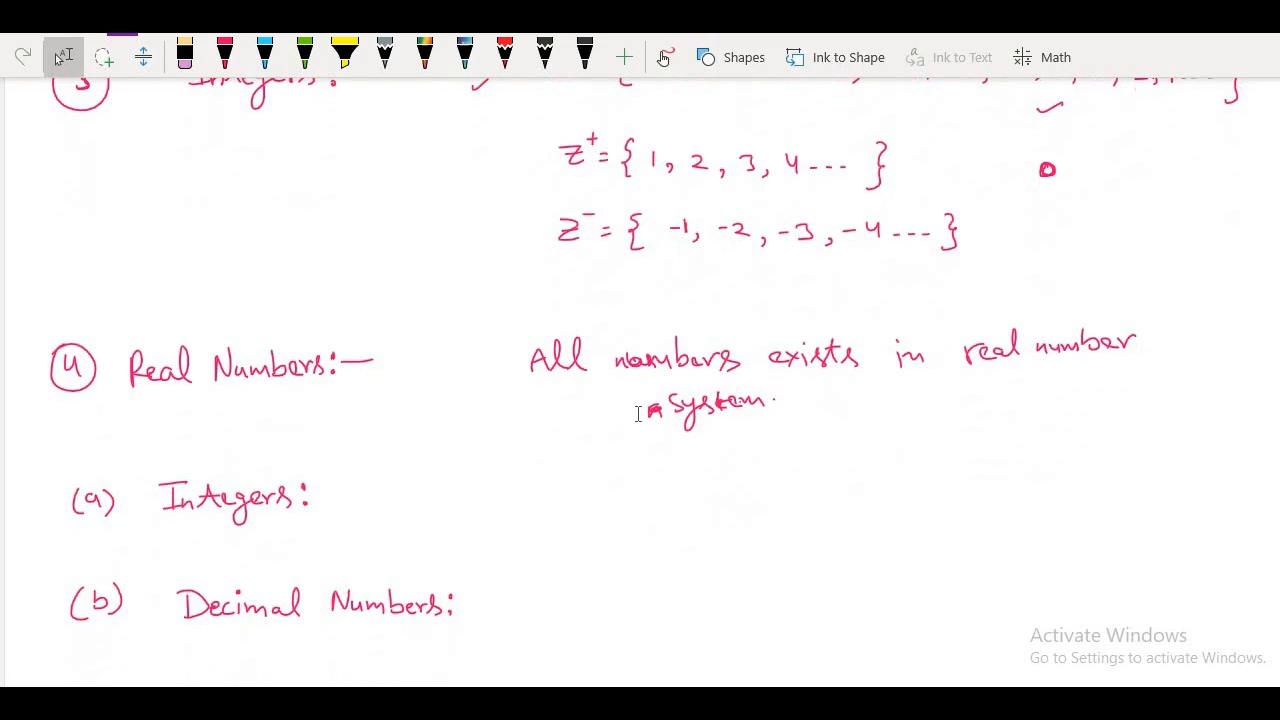 Shapes
Ink to Shape
Ink to Text
Math
3 Integers:
Z+ = { 1, 2, 3, 4 --- }
0
Z- = { -1, -2, -3, -4 --- }
4 Real Numbers:—
All numbers exists in real number
system.
(a) Integers:
(b) Decimal Numbers:
Activate Windows
Go to Settings to activate Windows.